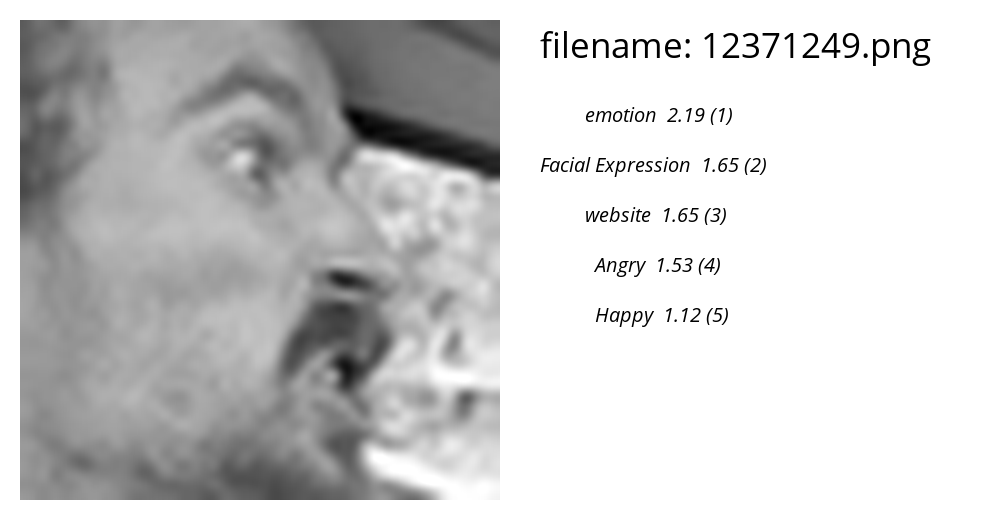 filename: 12371249.png
emotion 2.19 (1)
Facial Expression 1.65 (2)
website 1.65 (3)
Angry 1.53 (4)
Happy 1.12 (5)